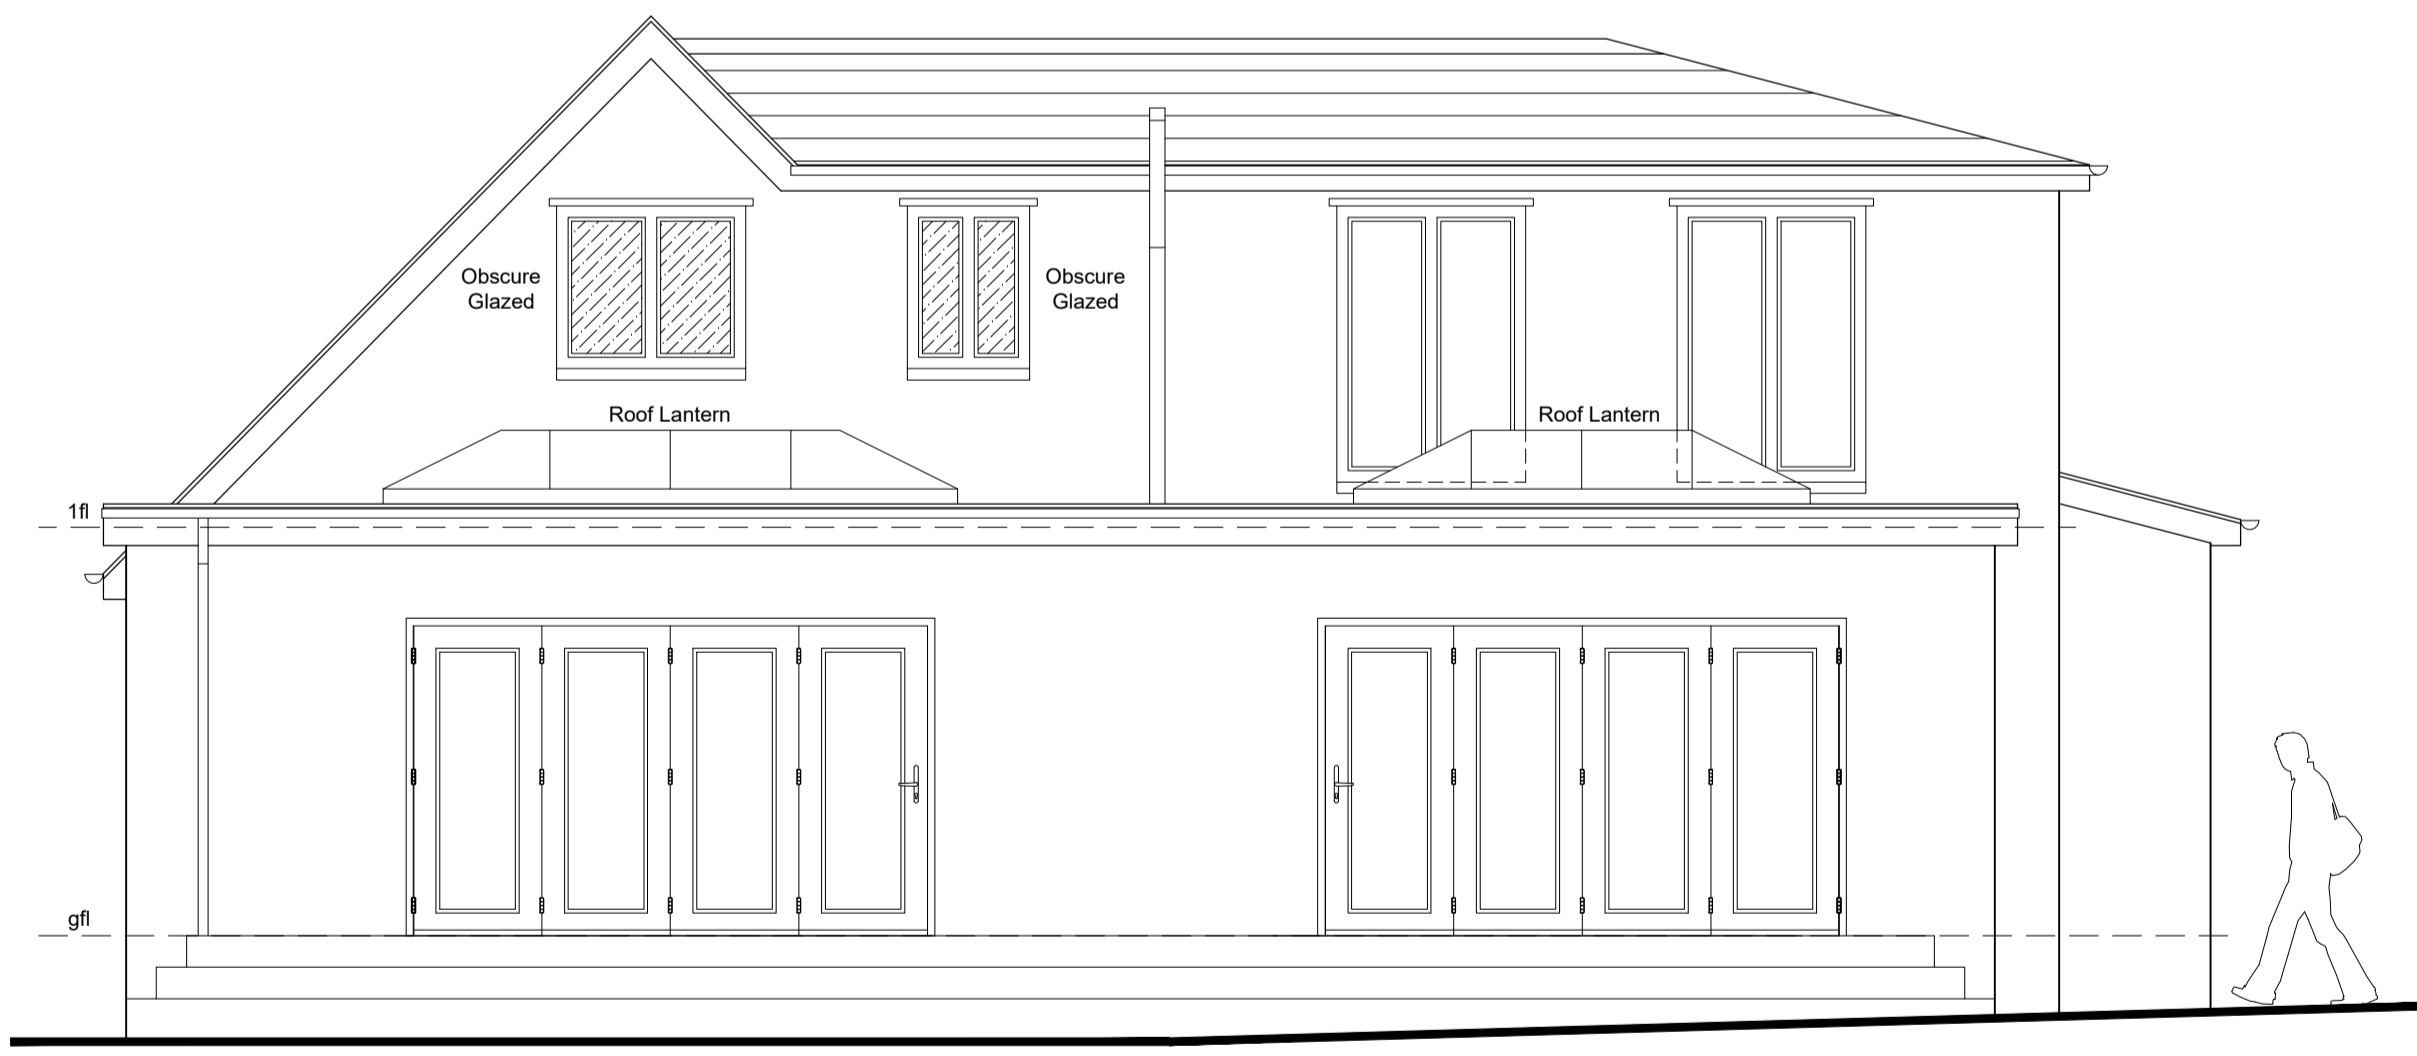 Obscure
Glazed
Obscure
Glazed
Roof Lantern
Roof Lantern
1fl
gfl